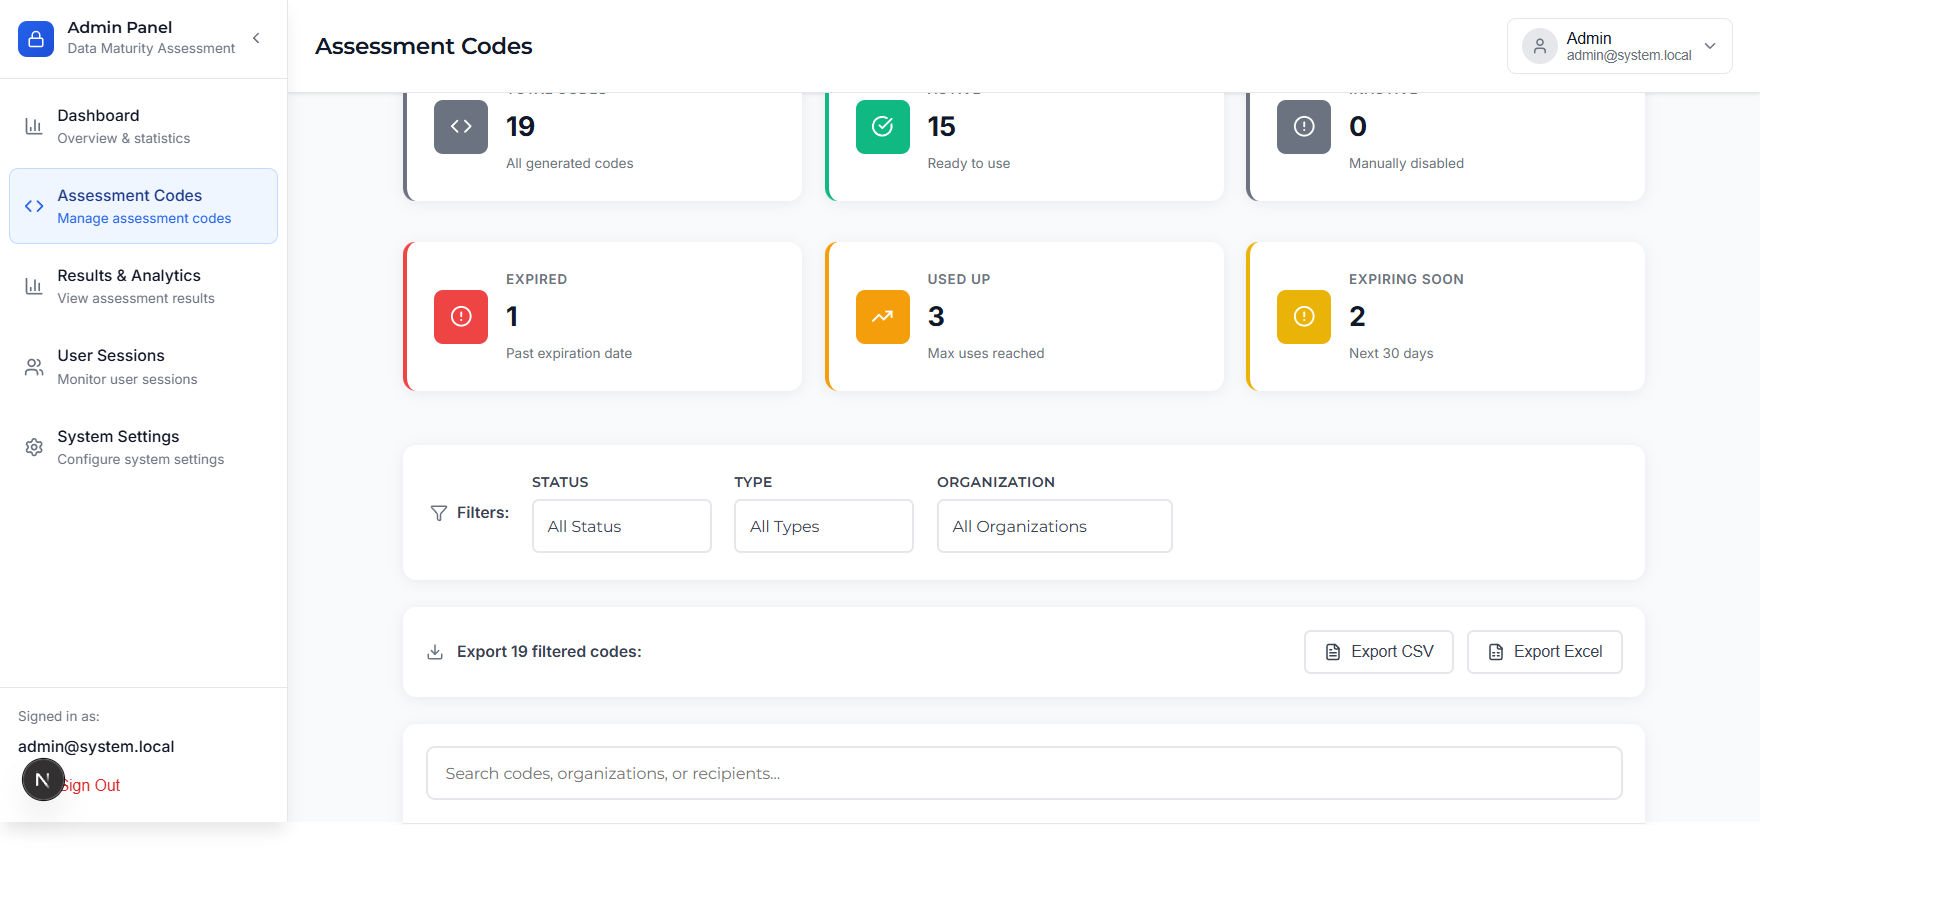 Admin Panel
Data Maturity Assessment
Assessment Codes
Admin
admin@system.local
Dashboard
Overview & statistics
Assessment Codes
Manage assessment codes
Results & Analytics
View assessment results
User Sessions
Monitor user sessions
System Settings
Configure system settings
Signed in as:
admin@system.local
N
Sign Out
19
All generated codes
15
Ready to use
0
Manually disabled
EXPIRED
1
Past expiration date
USED UP
3
Max uses reached
EXPIRING SOON
2
Next 30 days
Filters:
STATUS
All Status
TYPE
All Types
ORGANIZATION
All Organizations
Export 19 filtered codes:
Export CSV
Export Excel
Search codes, organizations, or recipients...